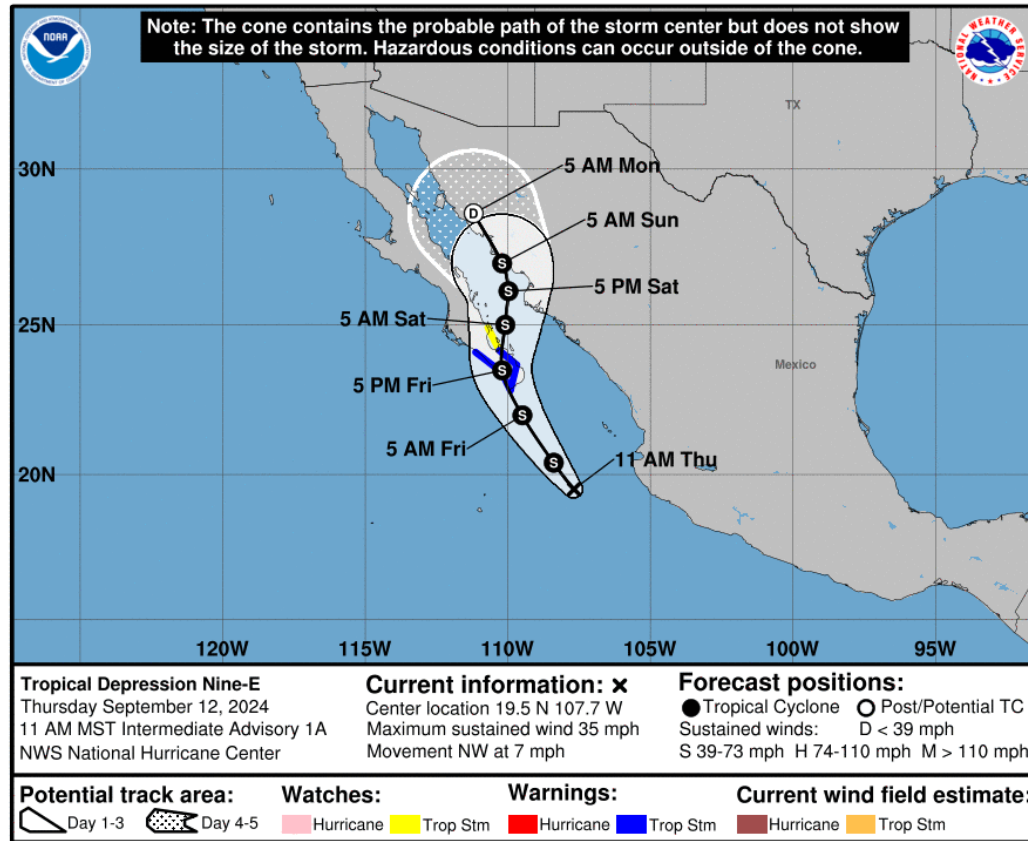 Note: The cone contains the probable path of the storm center but does not show
the size of the storm. Hazardous conditions can occur outside of the cone.
NOAA
NATIONAL WEATHER SERVICE
TX
30N
5 AM Mon
D
5 AM Sun
S
5 PM Sat
S
25N
5 AM Sat
S
Mexico
5 PM Fri
S
S
5 AM Fri
20N
S
11 AM Thu
120W
115W
110W
105W
100W
95W
Tropical Depression Nine-E
Thursday September 12, 2024
11 AM MST Intermediate Advisory 1A
NWS National Hurricane Center
Current information: ×
Center location 19.5 N 107.7 W
Maximum sustained wind 35 mph
Movement NW at 7 mph
Forecast positions:
Tropical Cyclone Post/Potential TC
Sustained winds: D < 39 mph
S 39-73 mph H 74-110 mph M > 110 mph
Potential track area:
Day 1-3 Day 4-5
Watches:
Hurricane Trop Stm
Warnings:
Hurricane Trop Stm
Current wind field estimate:
Hurricane Trop Stm